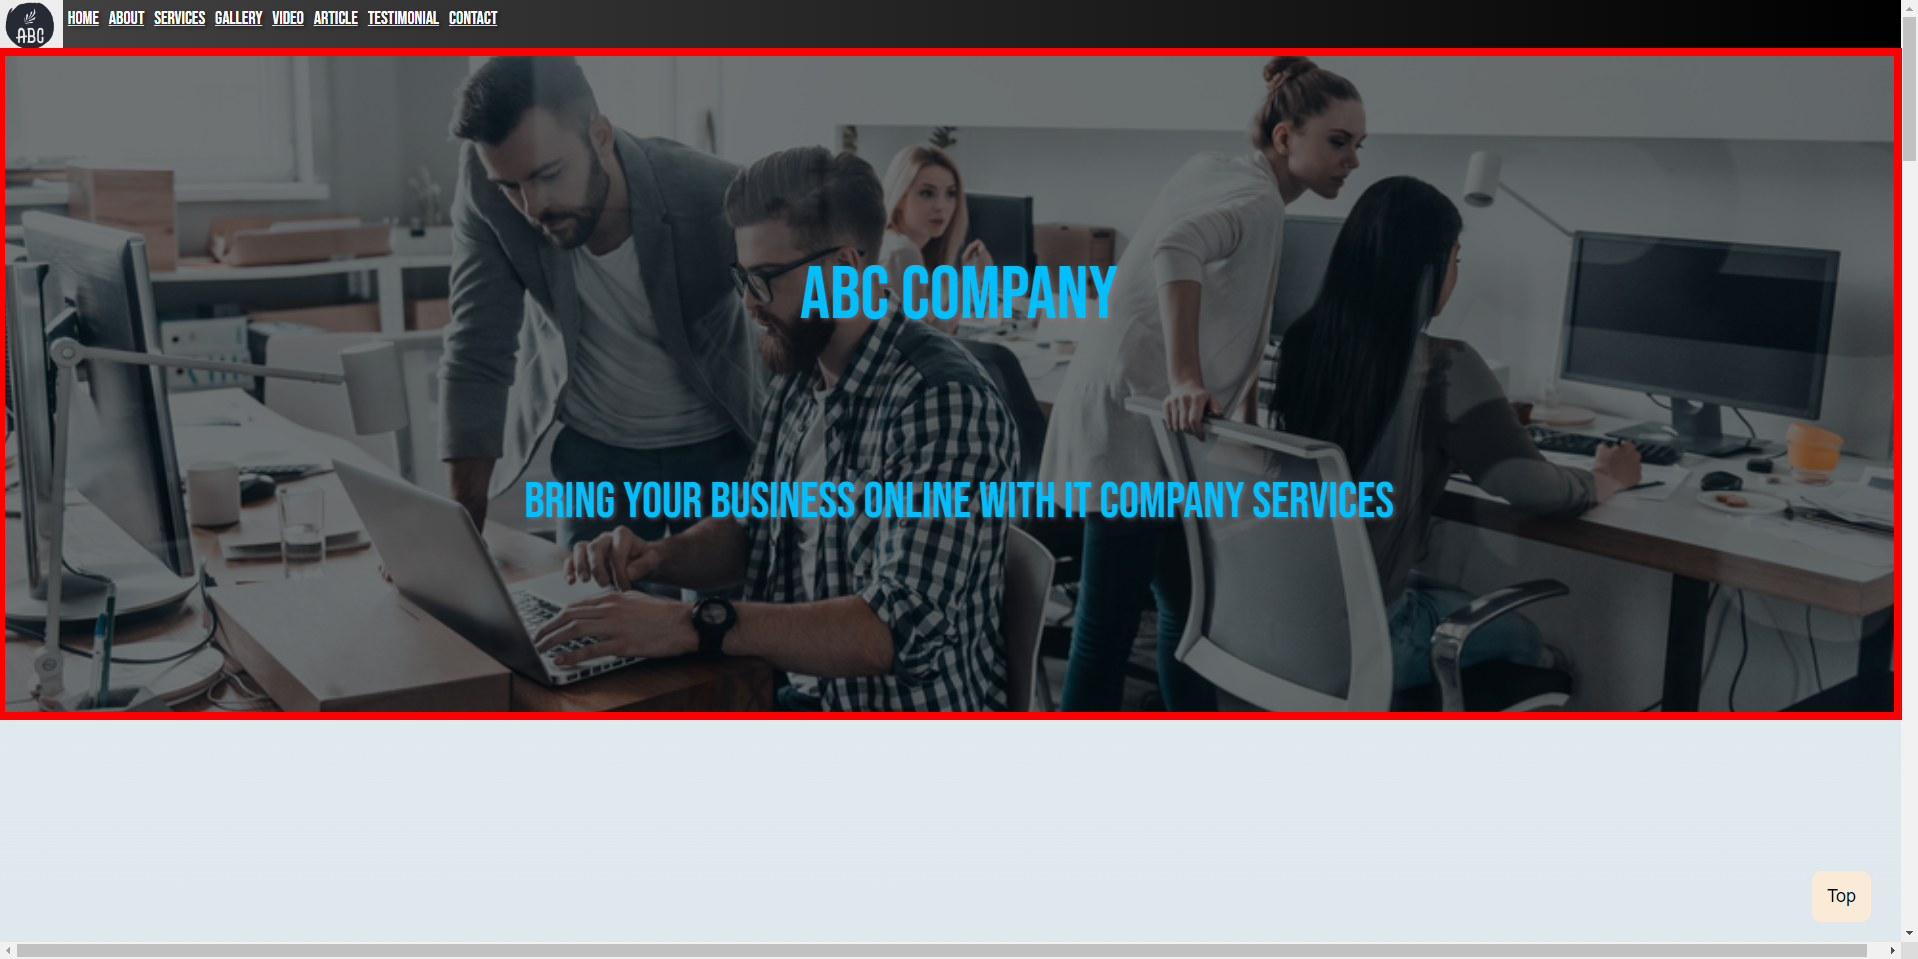 ABC
HOME ABOUT SERVICES GALLERY VIDEO ARTICLE TESTIMONIAL CONTACT
ABC COMPANY
BRING YOUR BUSINESS ONLINE WITH IT COMPANY SERVICES
Top